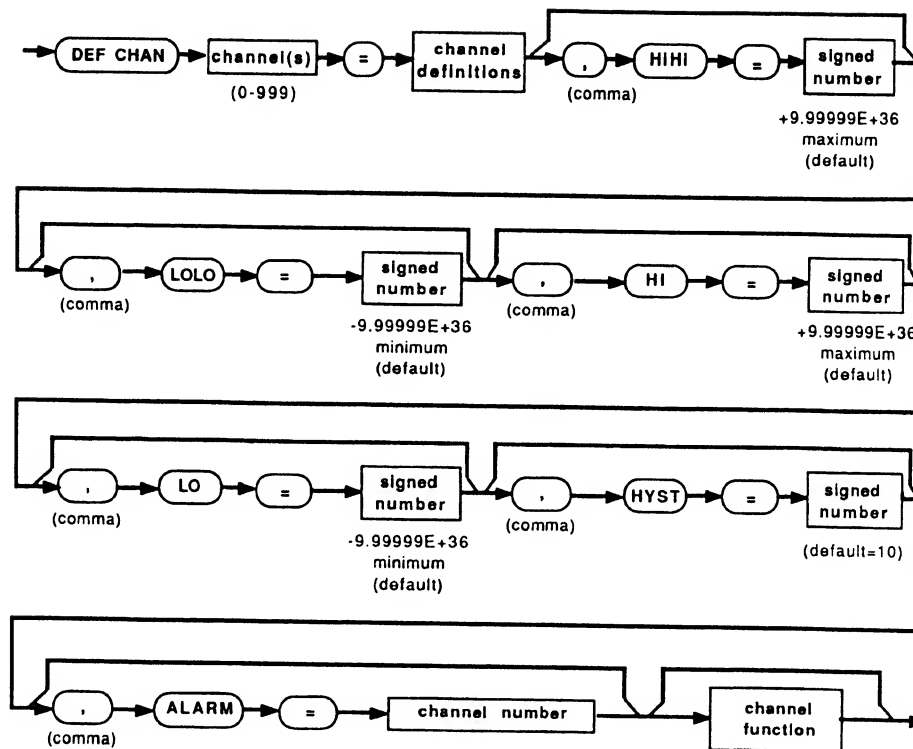 DEF CHAN channel(s) = channel definitions , HIHI = signed number
(0-999) (comma) +9.99999E+36 maximum (default)
, LOLO = signed number , HI = signed number
(comma) -9.99999E+36 minimum (default) (comma) +9.99999E+36 maximum (default)
, LO = signed number , HYST = signed number
(comma) -9.99999E+36 minimum (default) (comma) (default=10)
, ALARM = channel number channel function
(comma)